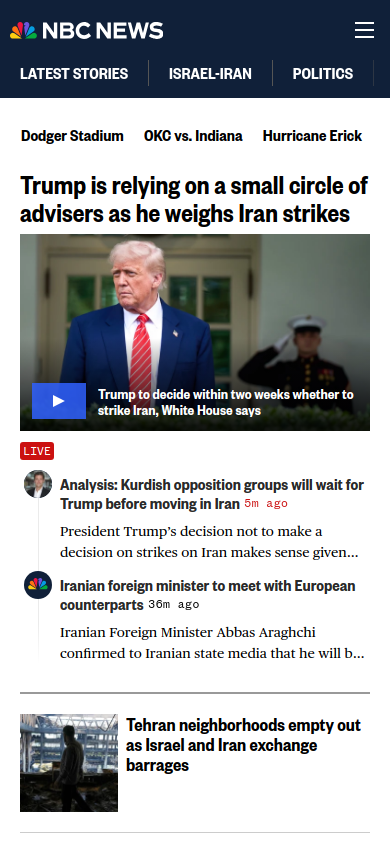 NBC NEWS
LATEST STORIES
ISRAEL-IRAN
POLITICS
Dodger Stadium
OKC vs. Indiana
Hurricane Erick
Trump is relying on a small circle of
advisers as he weighs Iran strikes
Trump to decide within two weeks whether to
strike Iran, White House says
LIVE
Analysis: Kurdish opposition groups will wait for
Trump before moving in Iran 5m ago
President Trump’s decision not to make a
decision on strikes on Iran makes sense given...
Iranian foreign minister to meet with European
counterparts 36m ago
Iranian Foreign Minister Abbas Araghchi
confirmed to Iranian state media that he will b...
Tehran neighborhoods empty out
as Israel and Iran exchange
barrages